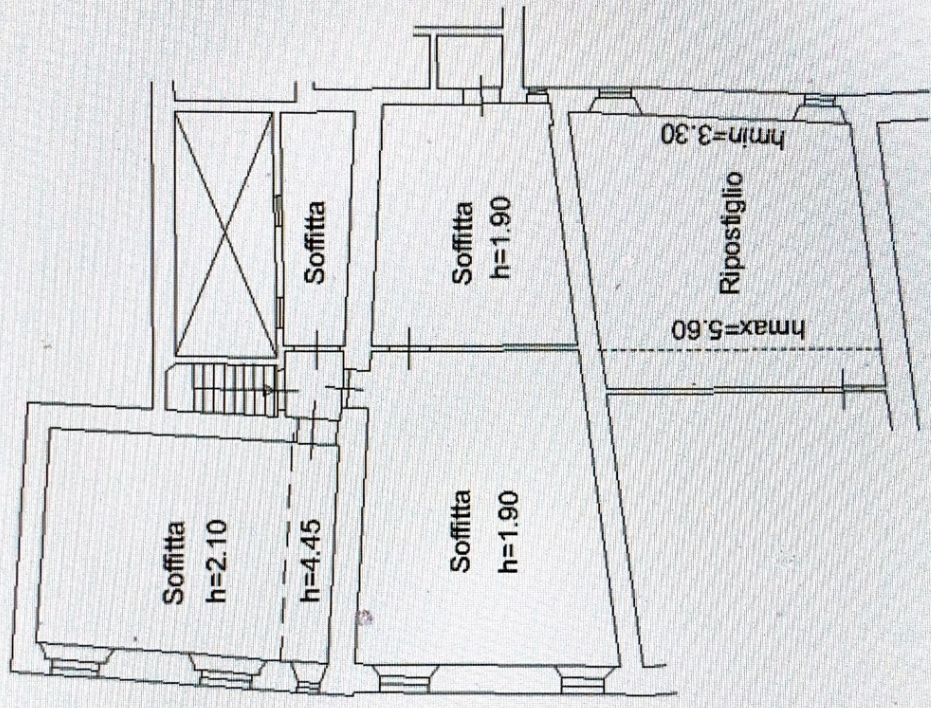 Soffitta
h=2.10
h=4.45
Soffitta
Soffitta
h=1.90
Soffitta
h=1.90
hmin=3.30
Ripostiglio
hmax=5.60